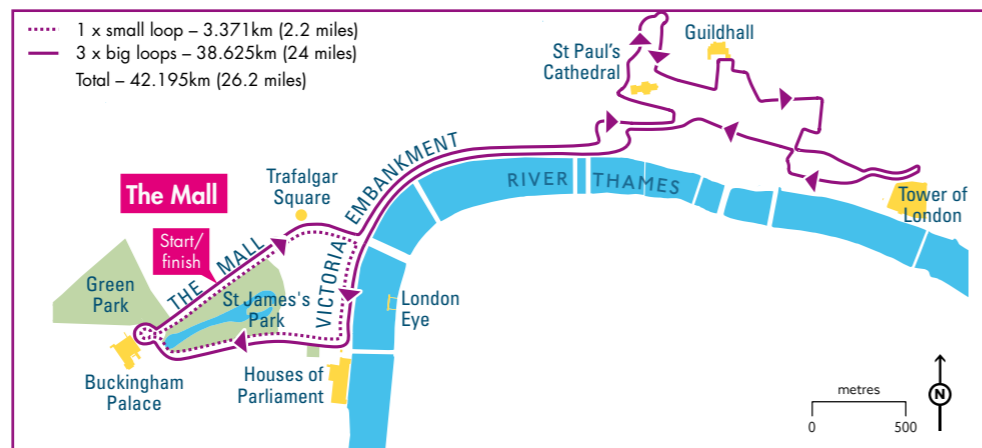 1 x small loop – 3.371km (2.2 miles)
3 x big loops – 38.625km (24 miles)
Total – 42.195km (26.2 miles)
St Paul's
Cathedral
Guildhall
EMBANKMENT
RIVER THAMES
Trafalgar
Square
The Mall
Tower of
London
Start/
finish
THE MALL
VICTORIA
Green
Park
St James's
Park
London
Eye
Buckingham
Palace
Houses of
Parliament
metres
0 500
N